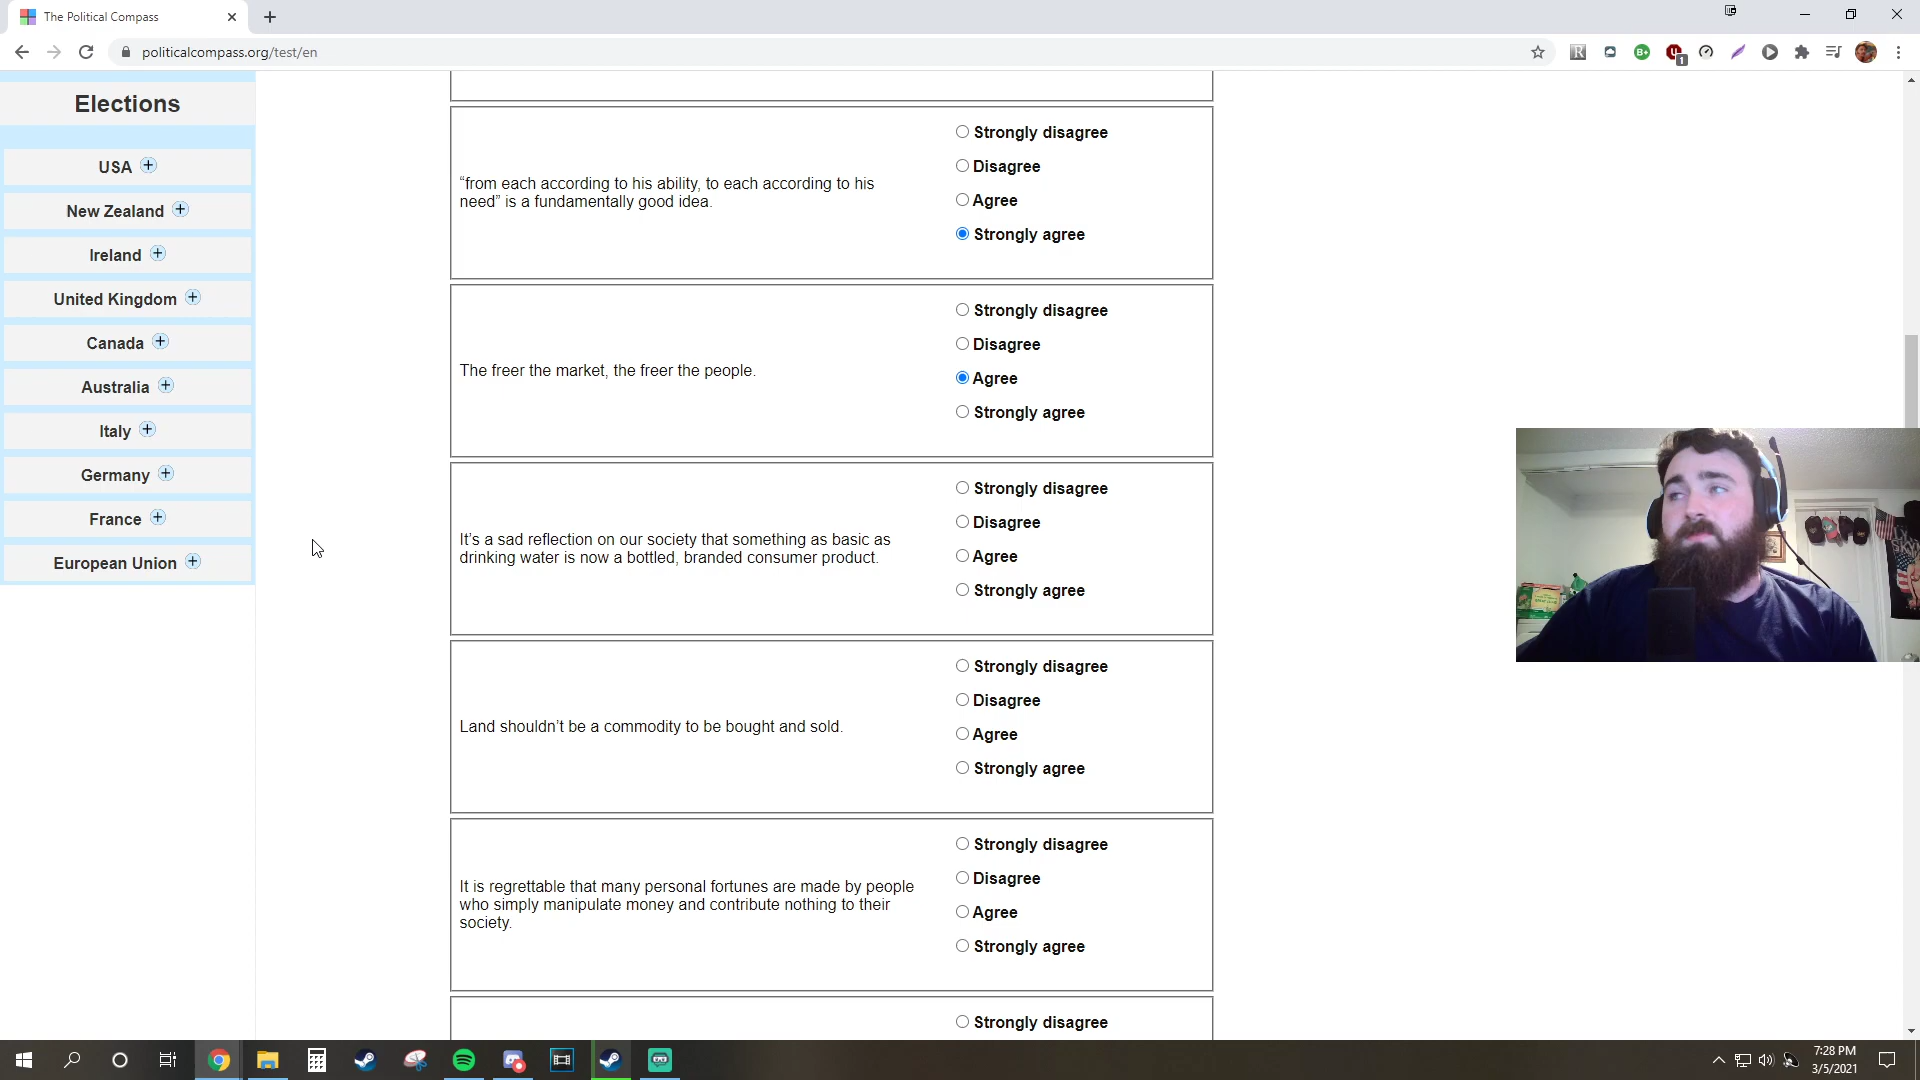 The Political Compass
politicalcompass.org/test/en
1
Elections
USA
New Zealand
Ireland
United Kingdom
Canada
Australia
Italy
Germany
France
European Union
“from each according to his ability, to each according to his
need” is a fundamentally good idea.
Strongly disagree
Disagree
Agree
Strongly agree
The freer the market, the freer the people.
Strongly disagree
Disagree
Agree
Strongly agree
It’s a sad reflection on our society that something as basic as
drinking water is now a bottled, branded consumer product.
Strongly disagree
Disagree
Agree
Strongly agree
Land shouldn’t be a commodity to be bought and sold.
Strongly disagree
Disagree
Agree
Strongly agree
It is regrettable that many personal fortunes are made by people
who simply manipulate money and contribute nothing to their
society.
Strongly disagree
Disagree
Agree
Strongly agree
Strongly disagree
7:28 PM
3/5/2021